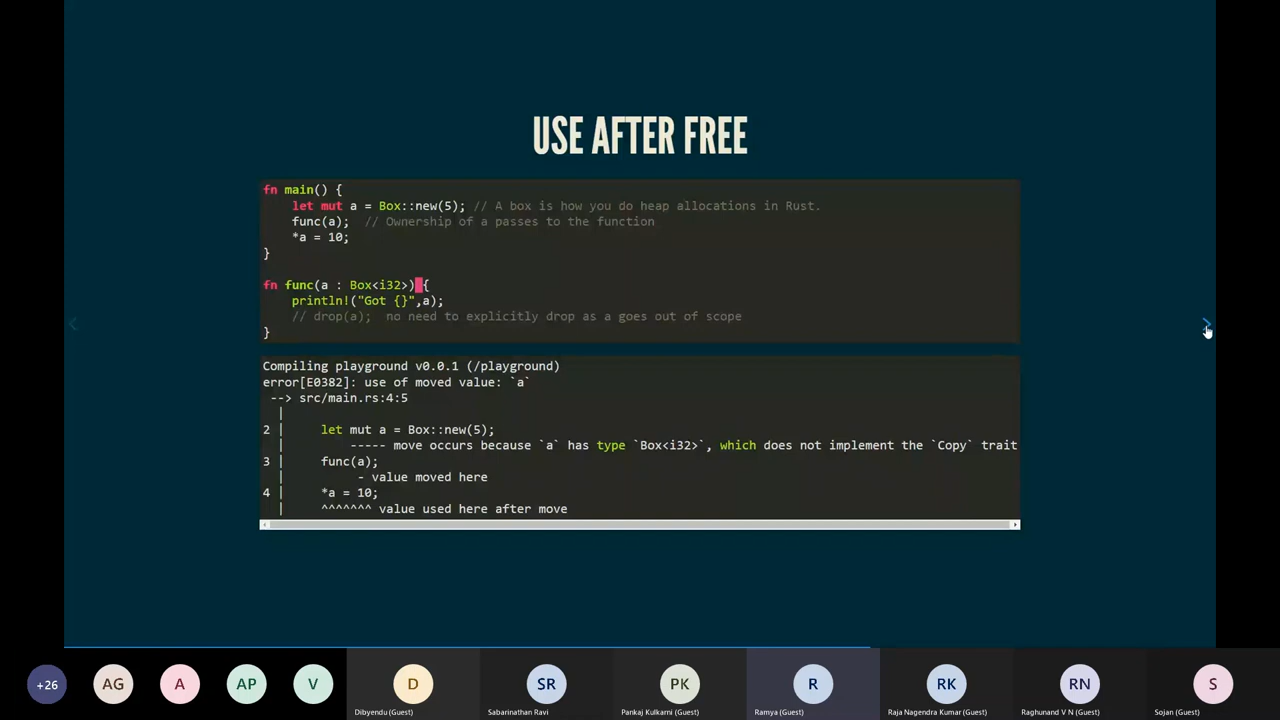 USE AFTER FREE
fn main() {
    let mut a = Box::new(5); // A box is how you do heap allocations in Rust.
    func(a);  // Ownership of a passes to the function
    *a = 10;
}
fn func(a : Box<i32>) {
    println!("Got {}",a);
    // drop(a);  no need to explicitly drop as a goes out of scope
}
Compiling playground v0.0.1 (/playground)
error[E0382]: use of moved value: `a`
 --> src/main.rs:4:5
  |
2 |     let mut a = Box::new(5);
  |         ----- move occurs because `a` has type `Box<i32>`, which does not implement the `Copy` trait
3 |     func(a);
  |          - value moved here
4 |     *a = 10;
  |     ^^^^^^^ value used here after move
+26
AG
A
AP
V
D
SR
PK
R
RK
RN
S
Dibyendu (Guest)
Sabarinathan Ravi
Pankaj Kulkarni (Guest)
Ramya (Guest)
Raja Nagendra Kumar (Guest)
Raghunand V N (Guest)
Sojan (Guest)